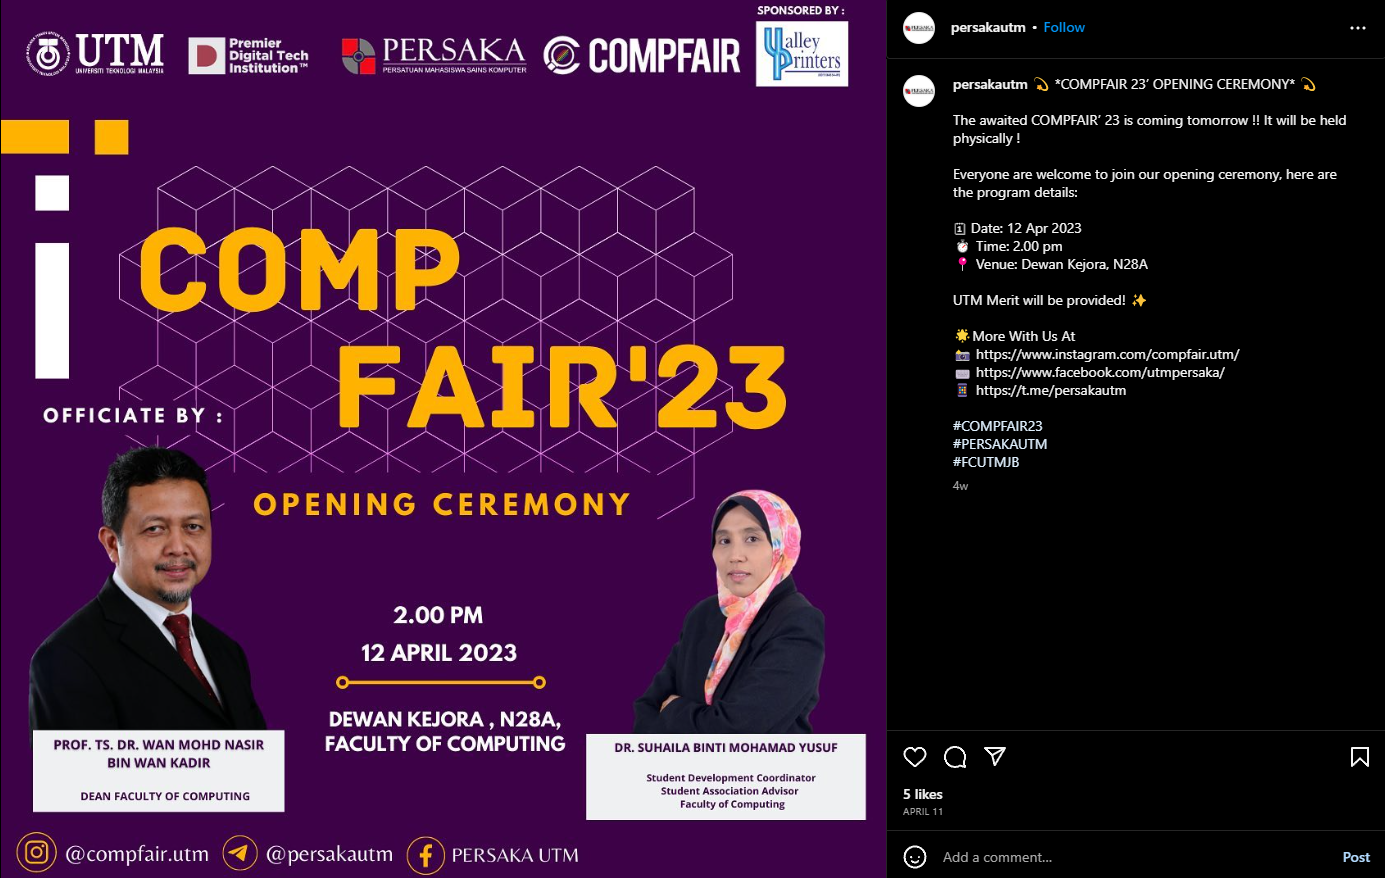 SPONSORED BY :
UTM
UNIVERSITI TEKNOLOGI MALAYSIA
Premier
Digital Tech
Institution™
PERSAKA
PERSATUAN MAHASISWA SAINS KOMPUTER
COMPFAIR
Valley
Printers
COMP
FAIR'23
OFFICIATE BY :
OPENING CEREMONY
2.00 PM
12 APRIL 2023
DEWAN KEJORA , N28A,
FACULTY OF COMPUTING
PROF. TS. DR. WAN MOHD NASIR
BIN WAN KADIR
DEAN FACULTY OF COMPUTING
DR. SUHAILA BINTI MOHAMAD YUSUF
Student Development Coordinator
Student Association Advisor
Faculty of Computing
@compfair.utm
@persakautm
PERSAKA UTM
persakautm • Follow
persakautm 💫 *COMPFAIR 23’ OPENING CEREMONY* 💫
The awaited COMPFAIR’ 23 is coming tomorrow !! It will be held
physically !
Everyone are welcome to join our opening ceremony, here are
the program details:
🗓 Date: 12 Apr 2023
⏱ Time: 2.00 pm
📍 Venue: Dewan Kejora, N28A
UTM Merit will be provided! ✨
🌟 More With Us At
📸 https://www.instagram.com/compfair.utm/
⌨ https://www.facebook.com/utmpersaka/
📱 https://t.me/persakautm
#COMPFAIR23
#PERSAKAUTM
#FCUTMJB
4w
5 likes
APRIL 11
Add a comment...
Post